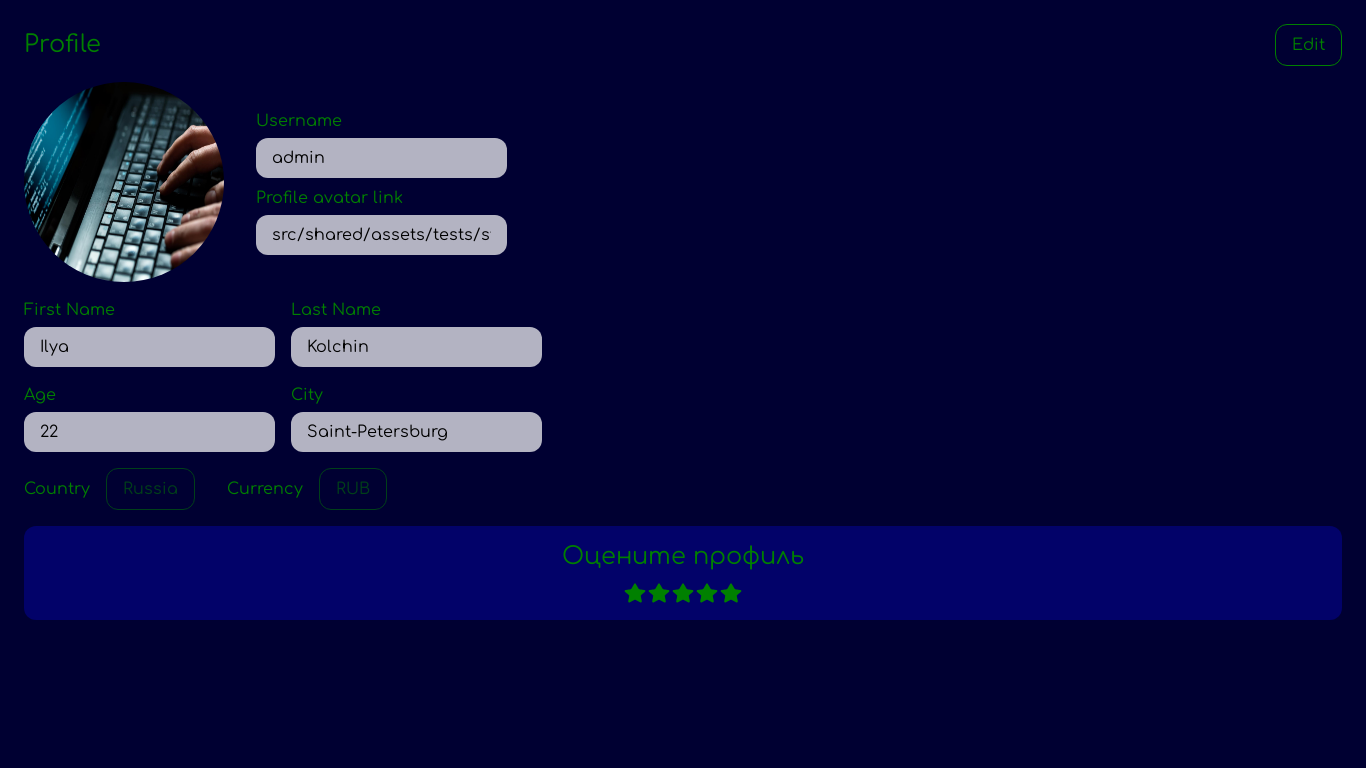 Profile
Edit
Username
admin
Profile avatar link
src/shared/assets/tests/s
First Name
Last Name
Ilya
Kolchin
Age
City
22
Saint-Petersburg
Country
Russia
Currency
RUB
Оцените профиль